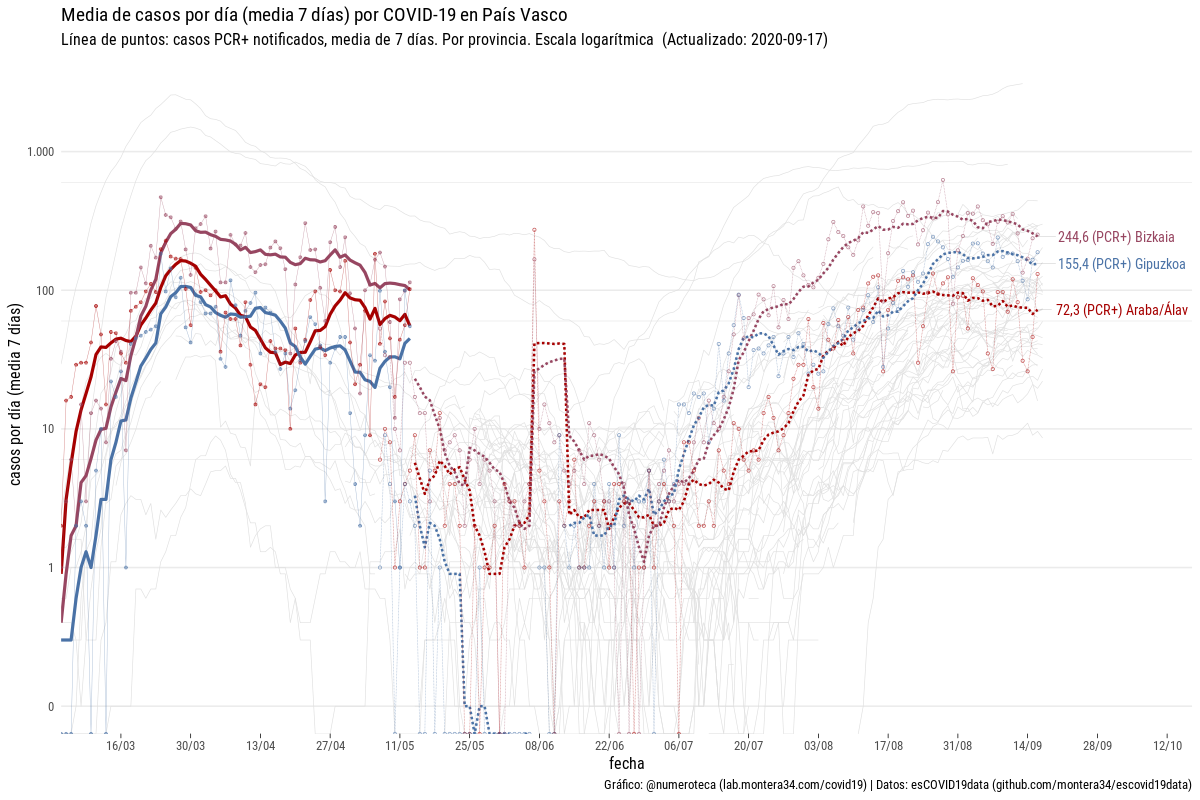 Media de casos por día (media 7 días) por COVID-19 en País Vasco
Línea de puntos: casos PCR+ notificados, media de 7 días. Por provincia. Escala logarítmica (Actualizado: 2020-09-17)
casos por día (media 7 días)
1.000
100
10
1
0
244,6 (PCR+) Bizkaia
155,4 (PCR+) Gipuzkoa
72,3 (PCR+) Araba/Álav
16/03 30/03 13/04 27/04 11/05 25/05 08/06 22/06 06/07 20/07 03/08 17/08 31/08 14/09 28/09 12/10
fecha
Gráfico: @numeroteca (lab.montera34.com/covid19) | Datos: esCOVID19data (github.com/montera34/escovid19data)